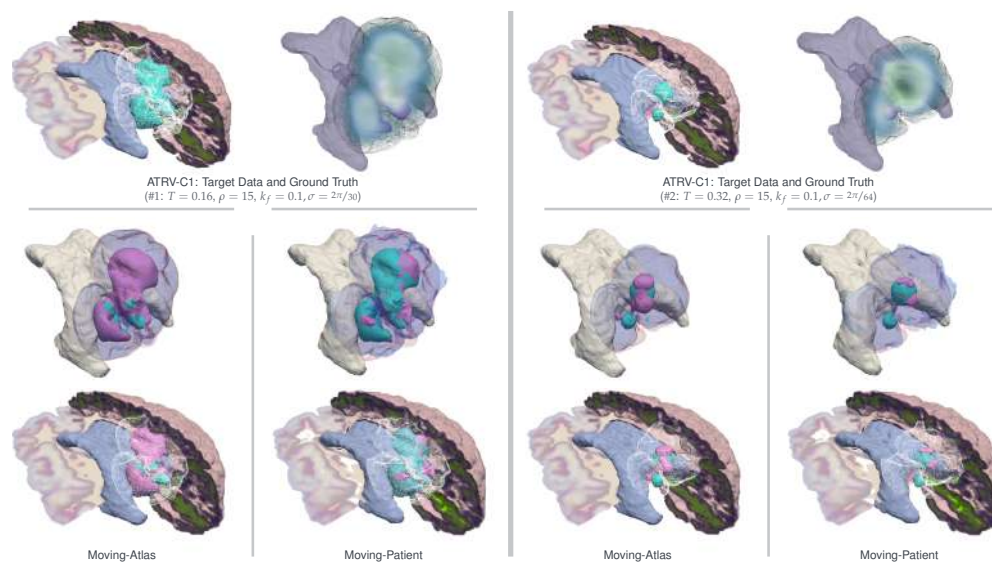 ATRV-C1: Target Data and Ground Truth
(#1: T = 0.16, ρ = 15, k_f = 0.1, σ = 2π/30)
ATRV-C1: Target Data and Ground Truth
(#2: T = 0.32, ρ = 15, k_f = 0.1, σ = 2π/64)
Moving-Atlas
Moving-Patient
Moving-Atlas
Moving-Patient